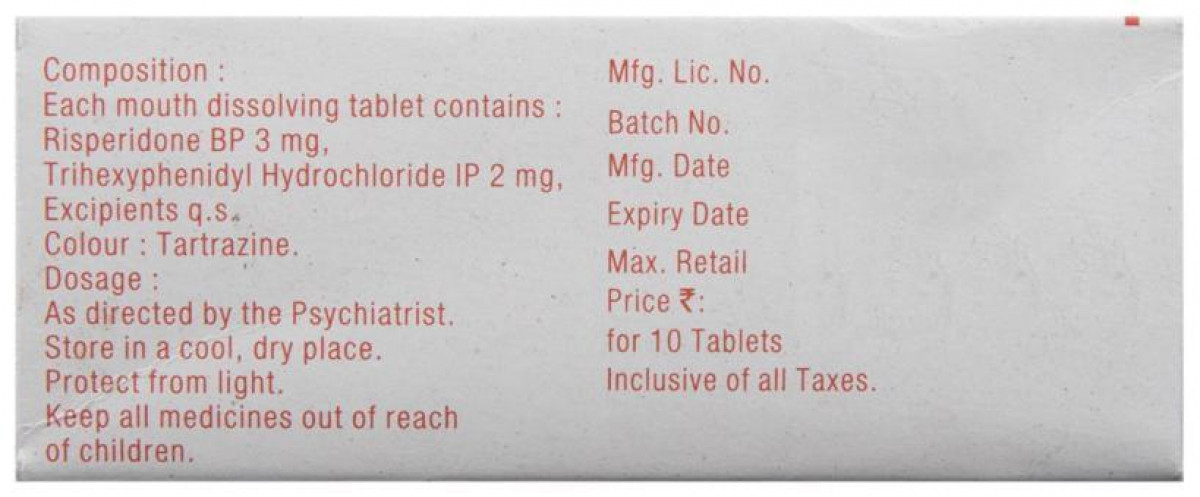 Composition :
Each mouth dissolving tablet contains :
Risperidone BP 3 mg,
Trihexyphenidyl Hydrochloride IP 2 mg,
Excipients q.s.
Colour : Tartrazine.
Dosage :
As directed by the Psychiatrist.
Store in a cool, dry place.
Protect from light.
Keep all medicines out of reach
of children.
Mfg. Lic. No.
Batch No.
Mfg. Date
Expiry Date
Max. Retail
Price ₹:
for 10 Tablets
Inclusive of all Taxes.